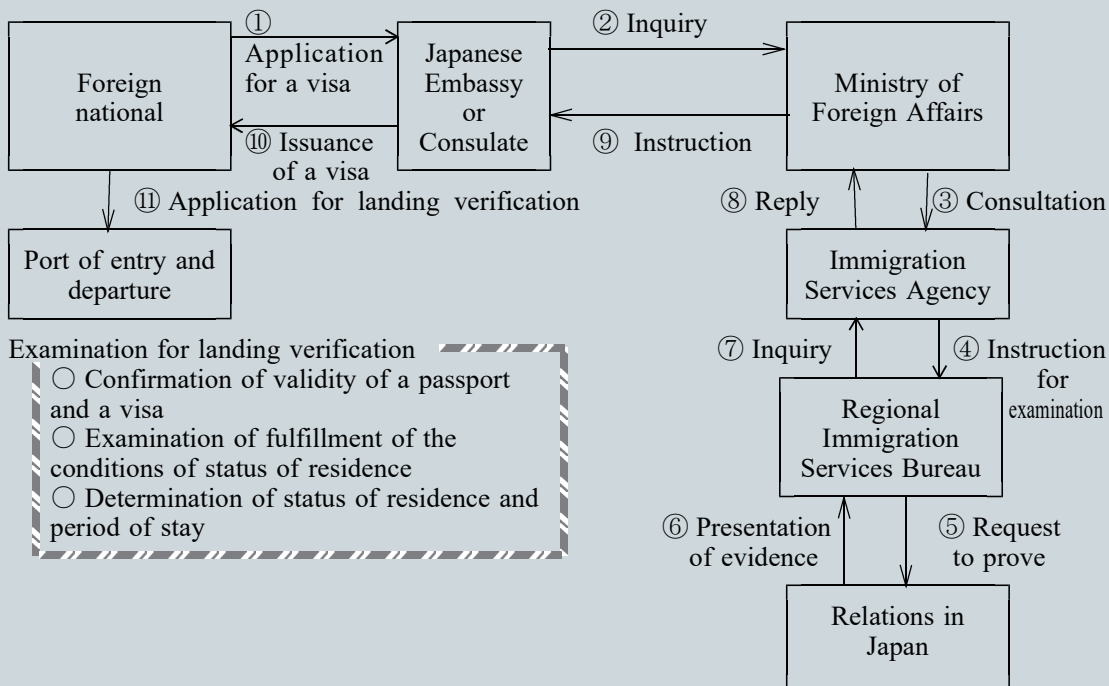 ①
Application
for a visa
② Inquiry
Foreign
national
Japanese
Embassy
or
Consulate
Ministry of
Foreign Affairs
⑩ Issuance
of a visa
⑨ Instruction
⑪ Application for landing verification
⑧ Reply
③ Consultation
Port of entry and
departure
Immigration
Services Agency
Examination for landing verification
○ Confirmation of validity of a passport
and a visa
○ Examination of fulfillment of the
conditions of status of residence
○ Determination of status of residence and
period of stay
⑦ Inquiry
④ Instruction
for
examination
Regional
Immigration
Services Bureau
⑥ Presentation
of evidence
⑤ Request
to prove
Relations in
Japan